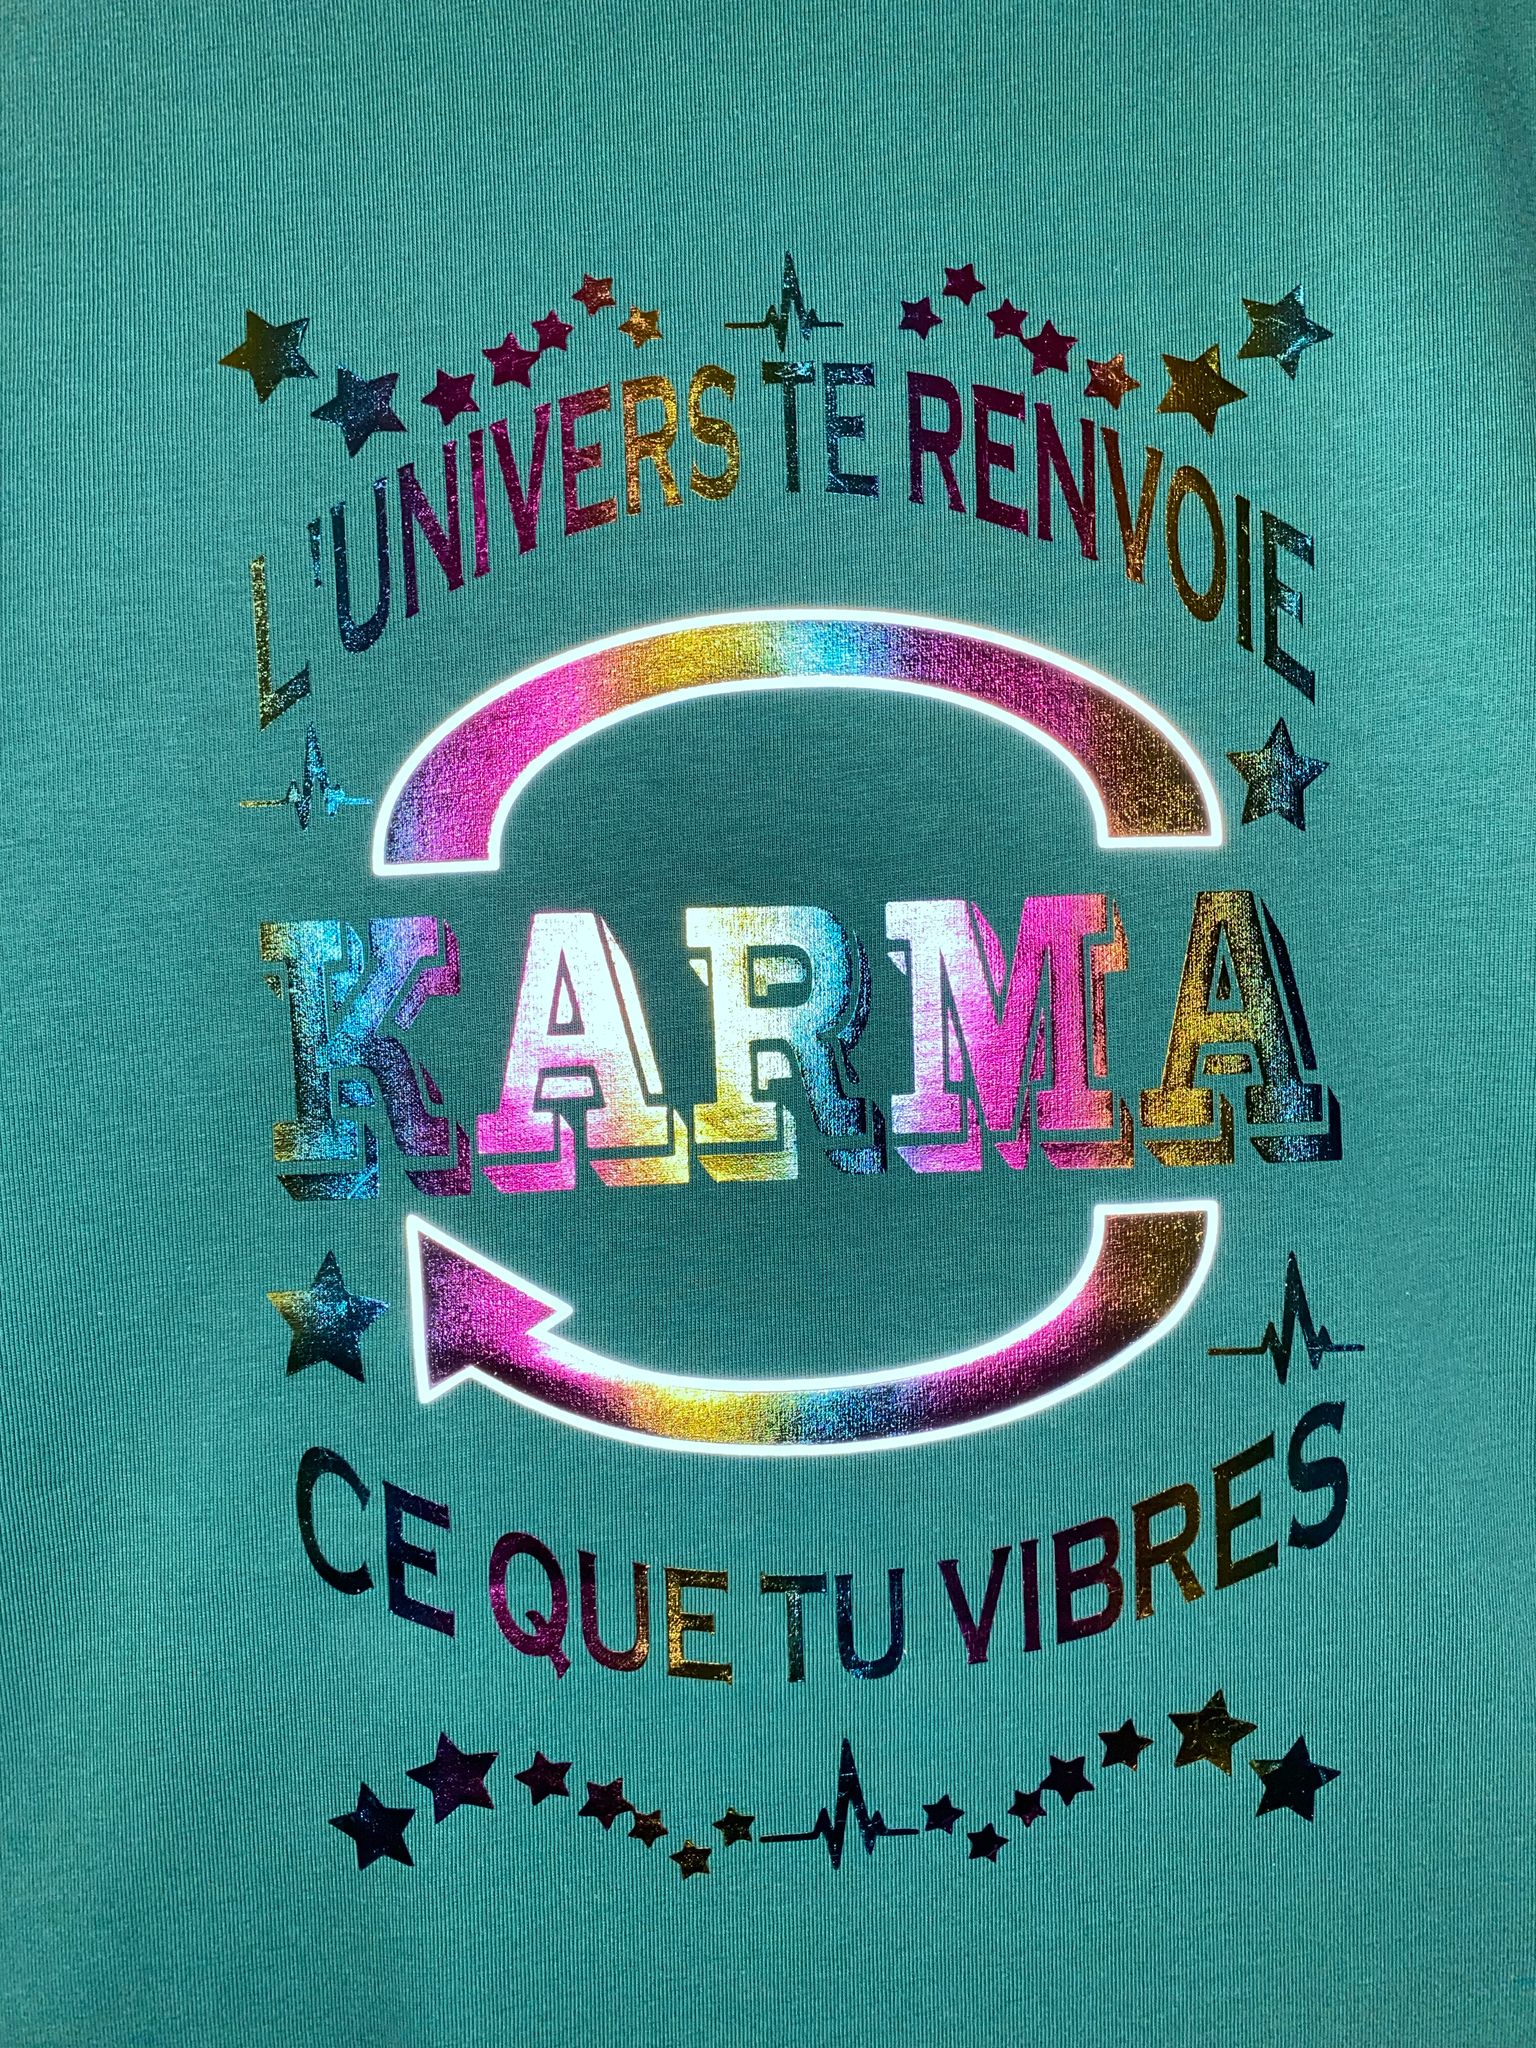 L'UNIVERS TE RENVOIE
KARMA
CE QUE TU VIBRES